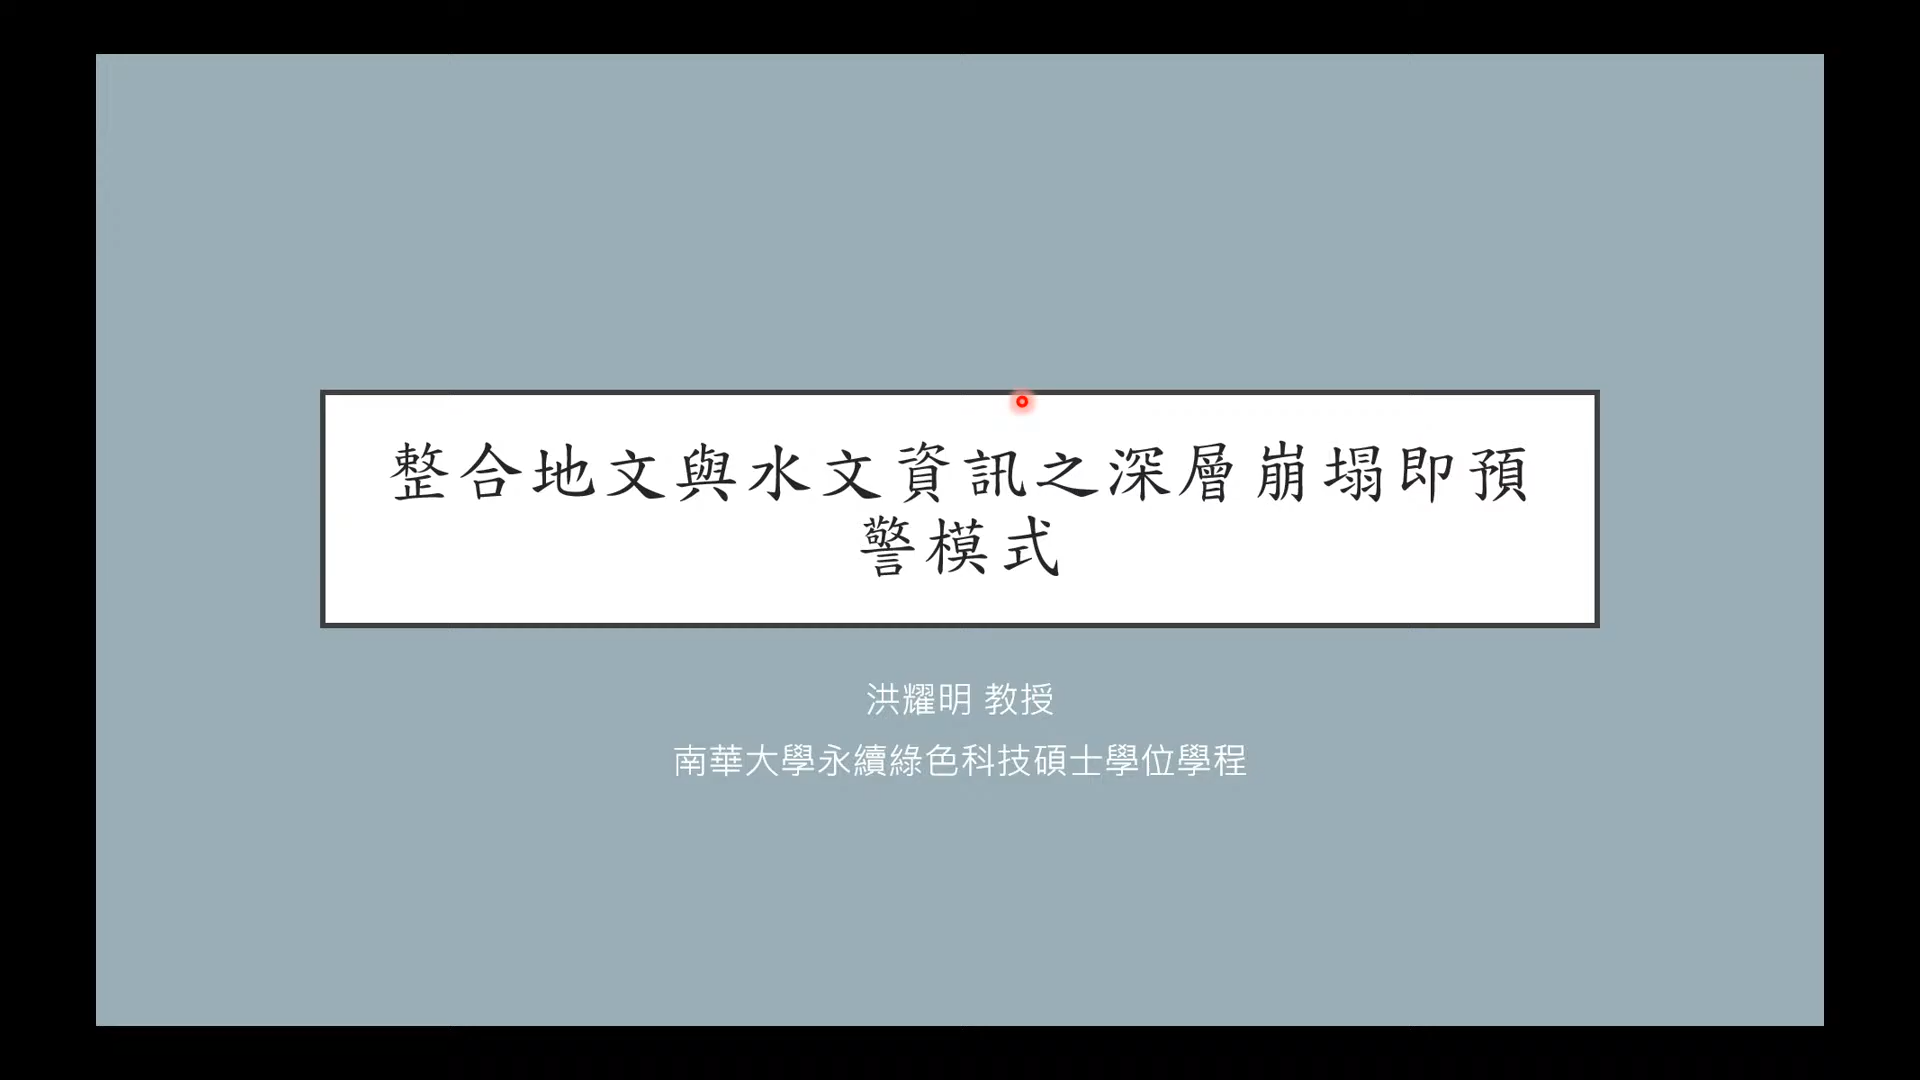 整合地文與水文資訊之深層崩塌即預
警模式
洪耀明 教授
南華大學永續綠色科技碩士學位學程